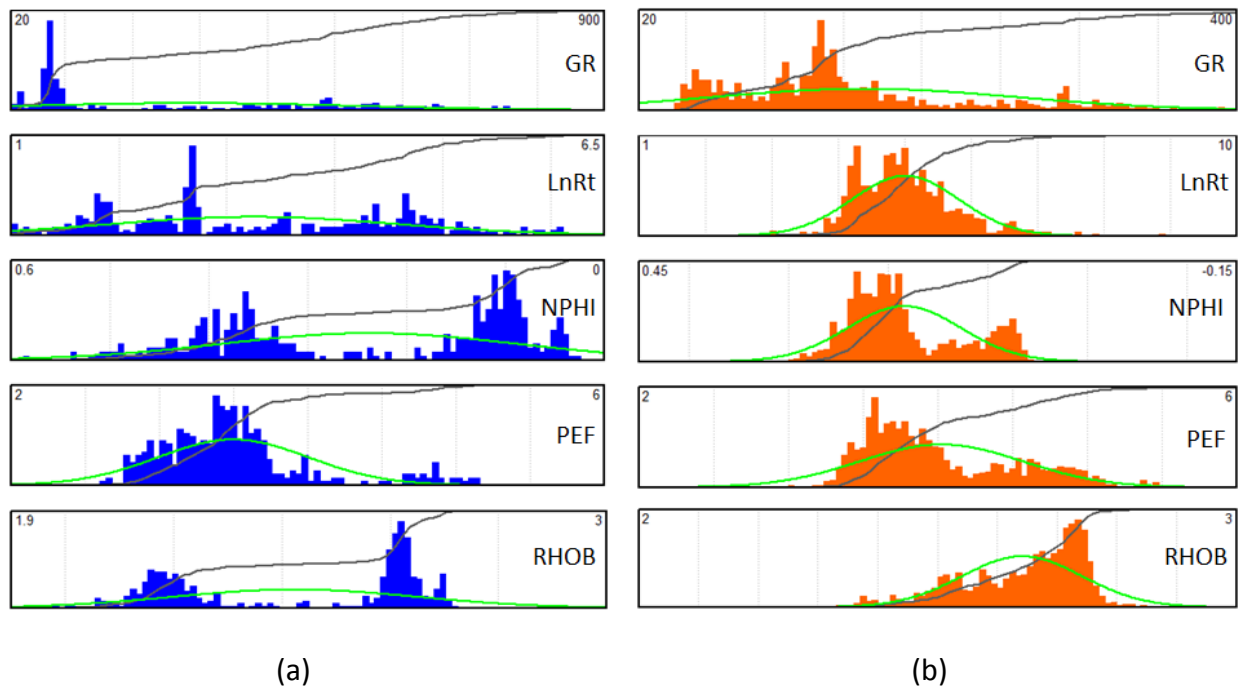 20 900
GR
1 6.5
LnRt
0.6 0
NPHI
2 6
PEF
1.9 3
RHOB
(a)
20 400
GR
1 10
LnRt
0.45 -0.15
NPHI
2 6
PEF
2 3
RHOB
(b)